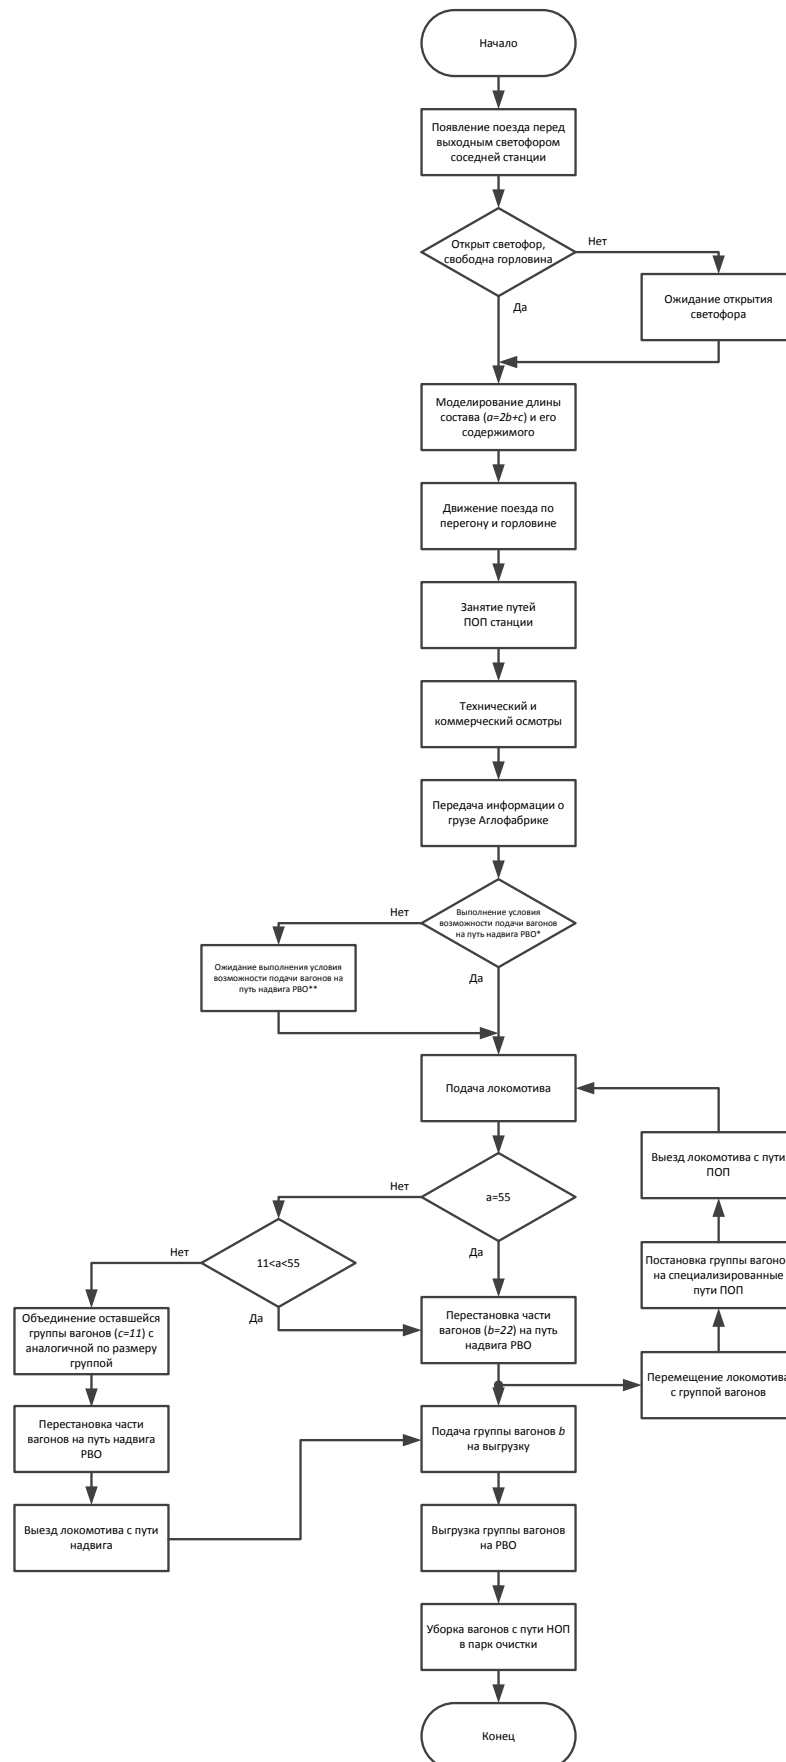 Начало
Появление поезда перед
выходным светофором
соседней станции
Открыт светофор,
свободна горловина
Нет
Ожидание открытия
светофора
Да
Моделирование длины
состава (a=2b+c) и его
содержимого
Движение поезда по
перегону и горловине
Занятие путей
ПОП станции
Технический и
коммерческий осмотры
Передача информации о
грузе Аглофабрике
Выполнение условия
возможности подачи вагонов
на путь надвига РВО*
Нет
Ожидание выполнения условия
возможности подачи вагонов на
путь надвига РВО**
Да
Подача локомотива
Выезд локомотива с пути
ПОП
a=55
Нет
Да
11<a<55
Нет
Да
Постановка группы вагонов
на специализированные
пути ПОП
Объединение оставшейся
группы вагонов (c=11) с
аналогичной по размеру
группой
Перестановка части
вагонов (b=22) на путь
надвига РВО
Перемещение локомотива
с группой вагонов
Перестановка части
вагонов на путь надвига
РВО
Подача группы вагонов b
на выгрузку
Выезд локомотива с пути
надвига
Выгрузка группы вагонов
на РВО
Уборка вагонов с пути НОП
в парк очистки
Конец